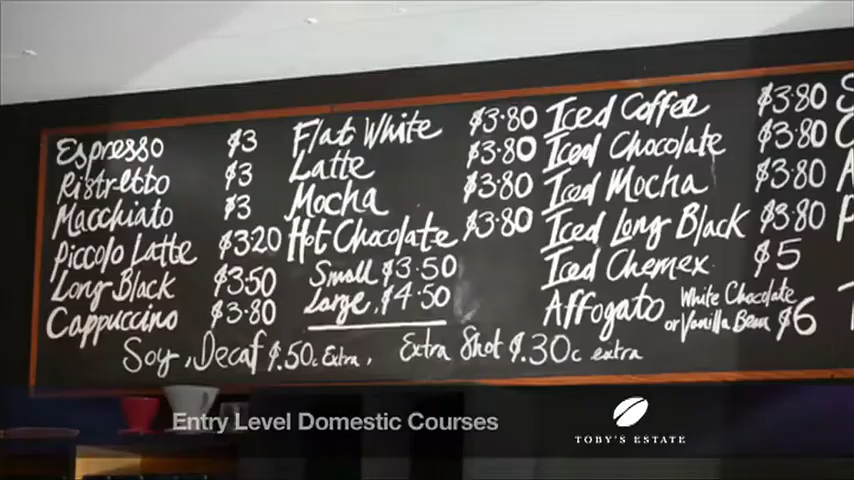 Espresso $3
Ristretto $3
Macchiato $3
Piccolo Latte $3.20
Long Black $3.50
Cappuccino $3.80
Flat White $3.80
Latte $3.80
Mocha $3.80
Hot Chocolate $3.80
Small $3.50
Large, $4.50
Iced Coffee $3.80
Iced Chocolate $3.80
Iced Mocha $3.80
Iced Long Black $3.80
Iced Chemex $5
Affogato White Chocolate
or Vanilla Bean $6
Soy, Decaf $.50c Extra, Extra Shot $.30c extra
Entry Level Domestic Courses
TOBY'S ESTATE